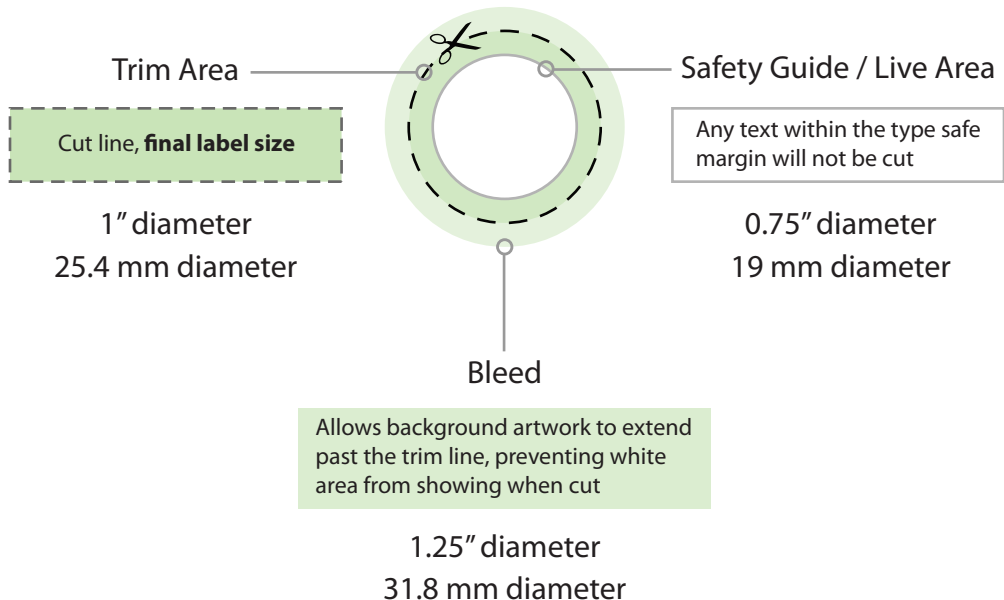 Trim Area
Cut line, final label size
1” diameter
25.4 mm diameter
Safety Guide / Live Area
Any text within the type safe
margin will not be cut
0.75” diameter
19 mm diameter
Bleed
Allows background artwork to extend
past the trim line, preventing white
area from showing when cut
1.25” diameter
31.8 mm diameter